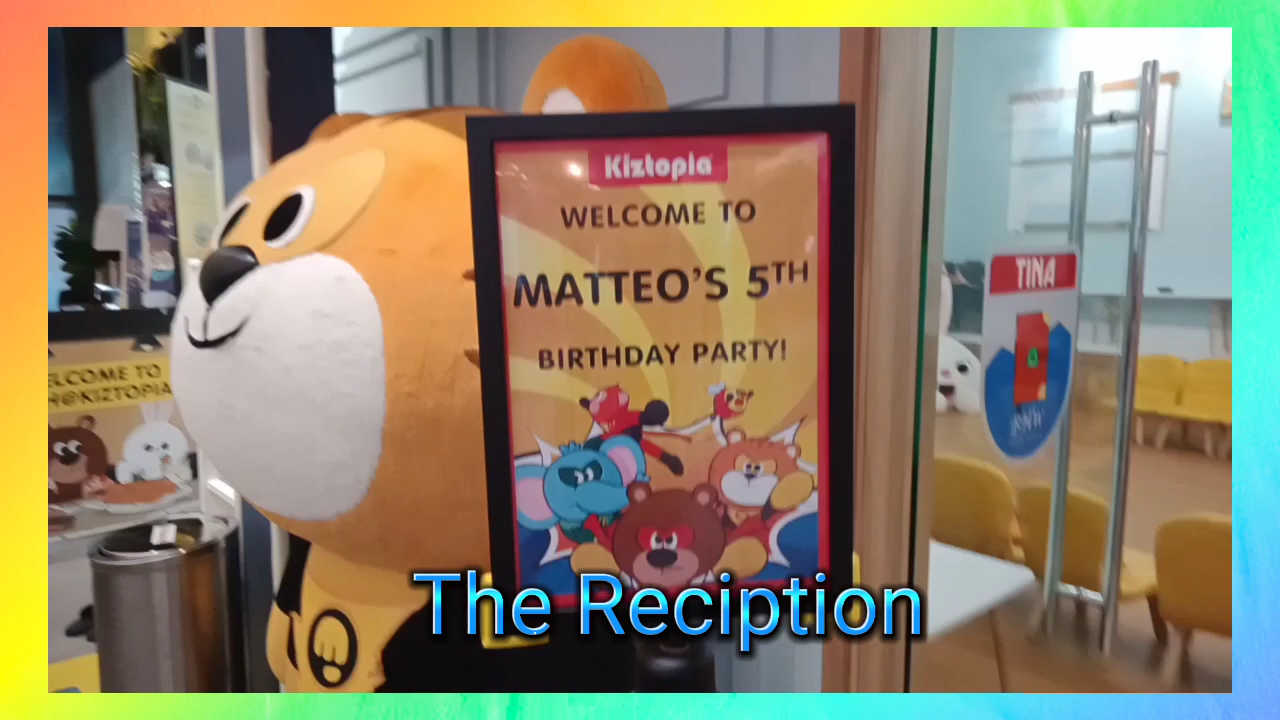 Kiztopia
WELCOME TO
MATTEO'S 5TH
BIRTHDAY PARTY!
TINA
ELCOME TO
H@KIZTOPIA
The Reciption